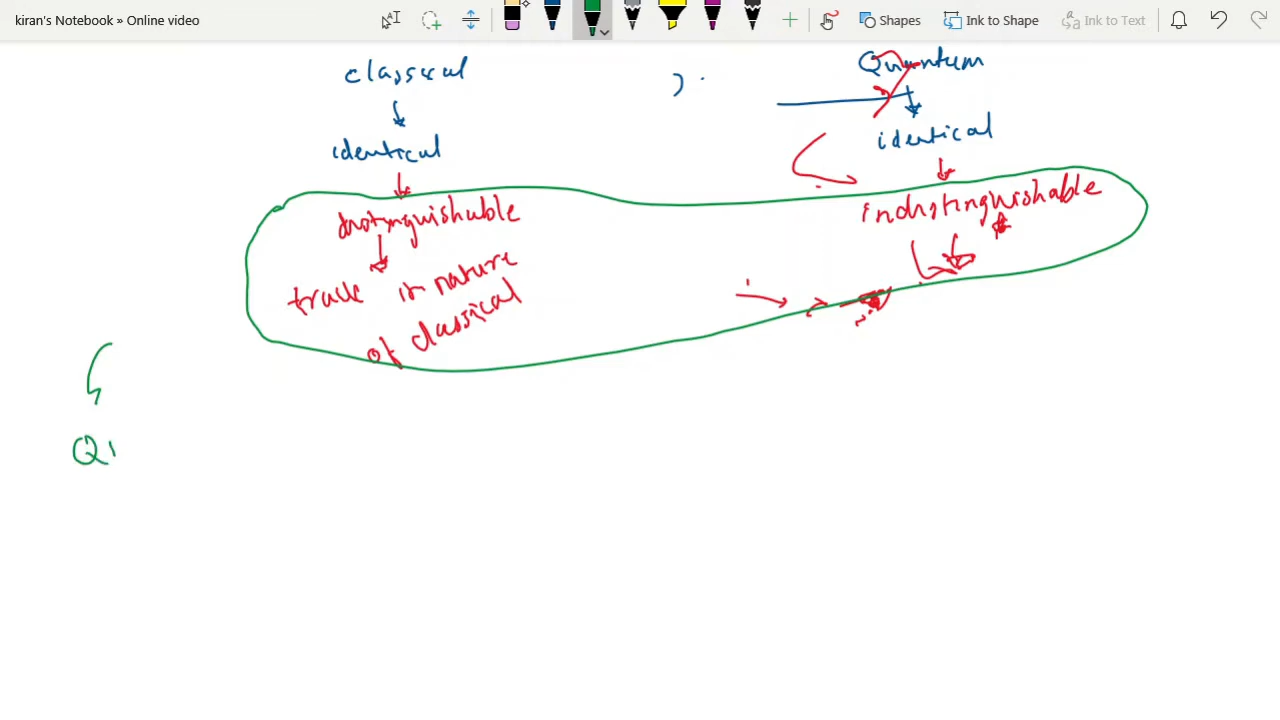 kiran's Notebook » Online video
Shapes
Ink to Shape
Ink to Text
classical
Quantum
identical
identical
distinguishable
indistinguishable
track in nature
of classical
Q